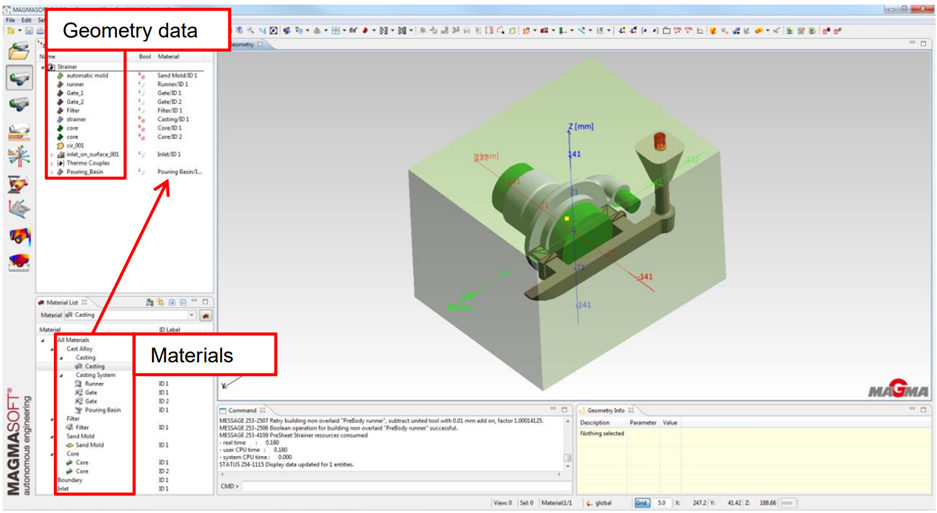 MAGMASOFT
File Edit
Geometry data
Geometry
Name Bool Material
Strainer
automatic mold Sand Mold/ID 1
runner Runner/ID 1
Gate_1 Gate/ID 1
Gate_2 Gate/ID 2
Filter Filter/ID 1
strainer Casting/ID 1
core Core/ID 1
core Core/ID 2
cir_001
inlet_on_surface_001 Inlet/ID 1
Thermo Couples
Pouring_Basin Pouring Basin/I...
Z [mm]
141
71
141
-141
-141
Material List
Material Casting
Material ID Label
All Materials
Cast Alloy
Casting
Casting
Casting System
Runner ID 1
Gate ID 1
Gate ID 2
Pouring Basin ID 1
Filter
Filter ID 1
Sand Mold
Sand Mold ID 1
Core
Core ID 1
Core ID 2
Boundary ID 1
Inlet ID 1
Materials
MAGMASOFT®
autonomous engineering
MAGMA
Command
MESSAGE 253-2507 Retry building non overlaid "PreBody runner", subtract united tool with 0.01 mm add on, factor 1.00014125.
MESSAGE 253-2506 Boolean operation for building non overlaid "PreBody runner" successful.
MESSAGE 253-4109 PreSheet Strainer resources consumed
- real time : 0.180
- user CPU time : 0.180
- system CPU time : 0.000
STATUS 254-1115 Display data updated for 1 entities.
CMD >
Geometry Info
Description Parameter Value
Nothing selected
View: 0 Sel: 0 Material:1/1 global Grid: 5.0 X: 247.2 Y: 41.42 Z: 188.66 mm